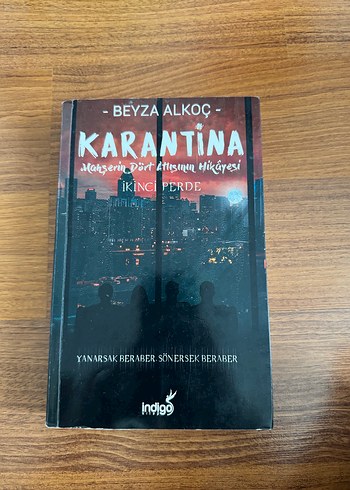 - BEYZA ALKOÇ -
KARANTİNA
Mahşerin Dört Atlısının Hikâyesi
İKİNCİ PERDE
YANARSAK BERABER, SÖNERSEK BERABER
indigo